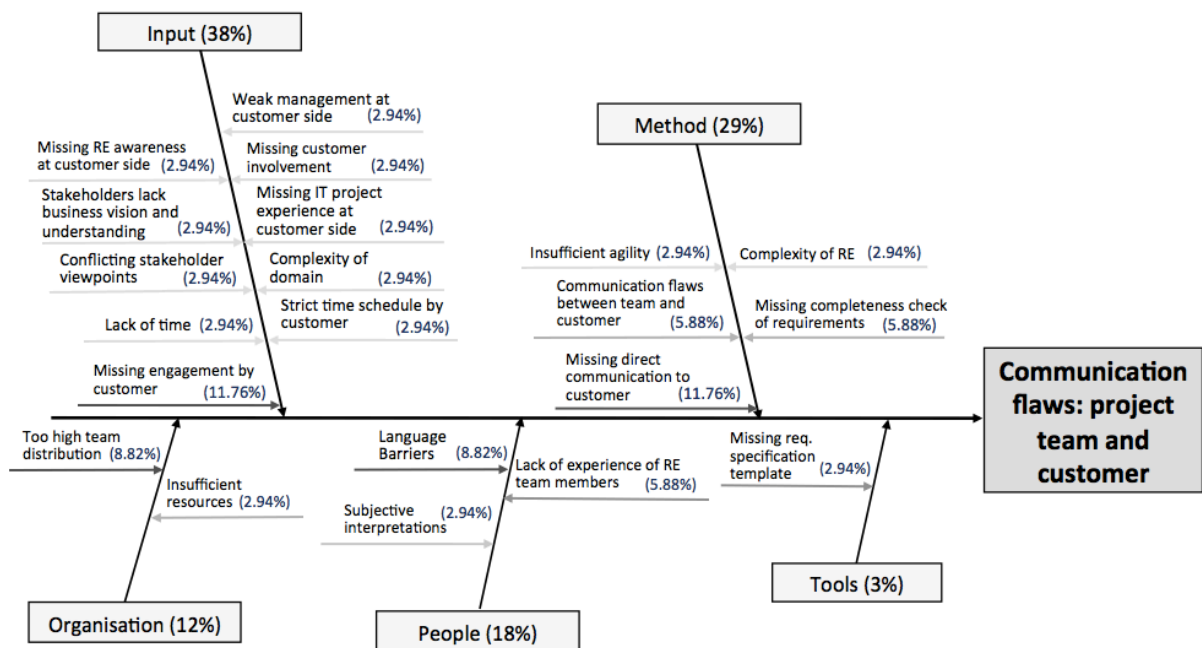 Input (38%)
Weak management at
customer side (2.94%)
Missing RE awareness
at customer side (2.94%)
Missing customer
involvement (2.94%)
Stakeholders lack
business vision and
understanding (2.94%)
Missing IT project
experience at
customer side (2.94%)
Conflicting stakeholder
viewpoints (2.94%)
Complexity of
domain (2.94%)
Lack of time (2.94%)
Strict time schedule by
customer (2.94%)
Missing engagement by
customer (11.76%)
Method (29%)
Insufficient agility (2.94%)
Complexity of RE (2.94%)
Communication flaws
between team and
customer (5.88%)
Missing completeness check
of requirements (5.88%)
Missing direct
communication to
customer (11.76%)
Communication
flaws: project
team and
customer
Too high team
distribution (8.82%)
Insufficient
resources (2.94%)
Organisation (12%)
Language
Barriers (8.82%)
Lack of experience of RE
team members (5.88%)
Subjective (2.94%)
interpretations
People (18%)
Missing req.
specification
template (2.94%)
Tools (3%)